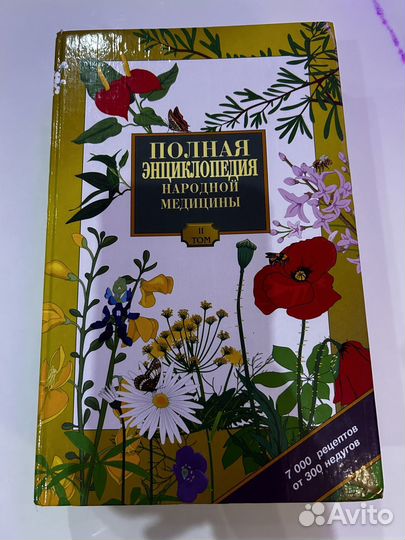 ПОЛНАЯ
ЭНЦИКЛОПЕДИЯ
НАРОДНОЙ
МЕДИЦИНЫ
II
ТОМ
7 000 рецептов
от 300 недугов
Avito